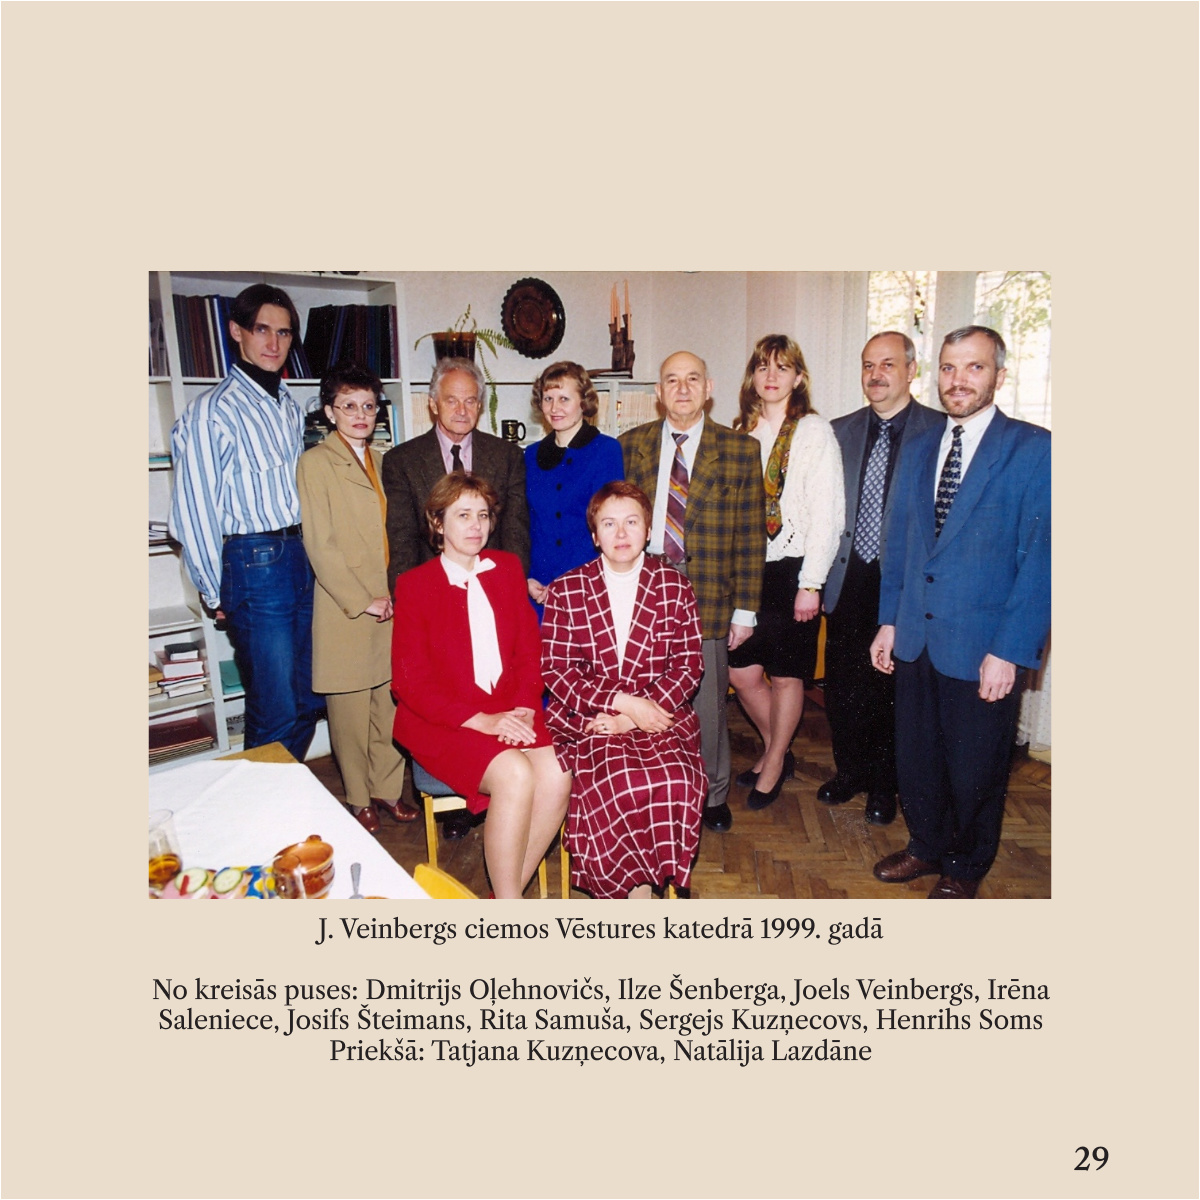 J. Veinbergs ciemos Vēstures katedrā 1999. gadā
No kreisās puses: Dmitrijs Oļehnovičs, Ilze Šenberga, Joels Veinbergs, Irēna
Saleniece, Josifs Šteimans, Rita Samuša, Sergejs Kuzņecovs, Henrihs Soms
Priekšā: Tatjana Kuzņecova, Natālija Lazdāne
29